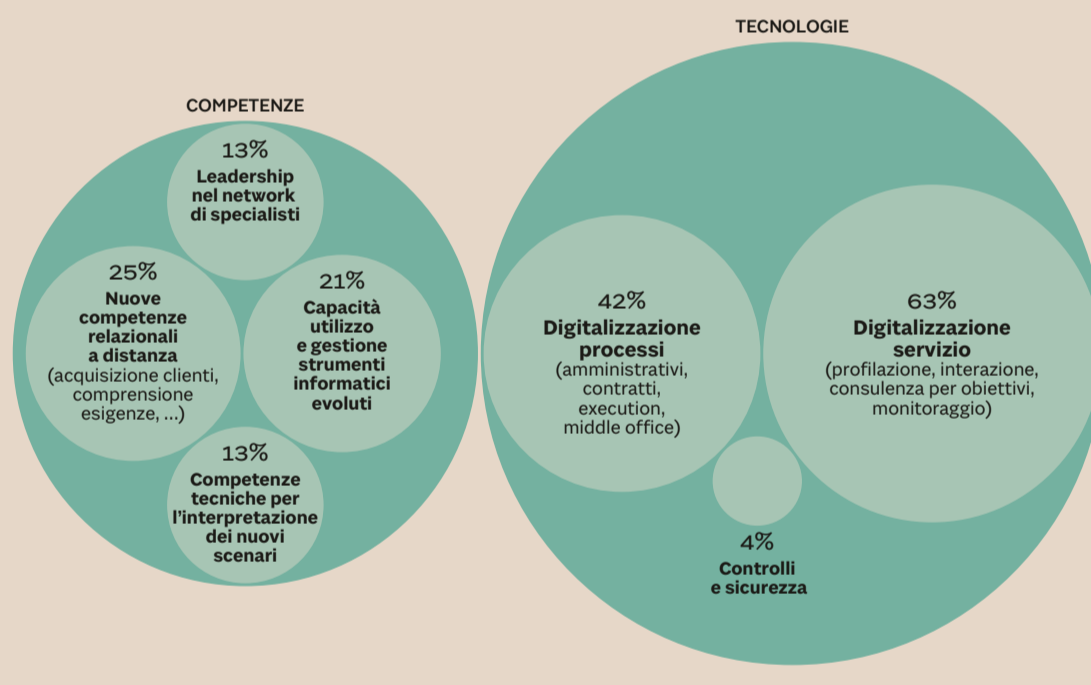 COMPETENZE
13%
Leadership
nel network
di specialisti
25%
Nuove
competenze
relazionali
a distanza
(acquisizione clienti,
comprensione
esigenze, ...)
21%
Capacità
utilizzo
e gestione
strumenti
informatici
evoluti
13%
Competenze
tecniche per
l’interpretazione
dei nuovi
scenari
TECNOLOGIE
42%
Digitalizzazione
processi
(amministrativi,
contratti,
execution,
middle office)
63%
Digitalizzazione
servizio
(profilazione, interazione,
consulenza per obiettivi,
monitoraggio)
4%
Controlli
e sicurezza